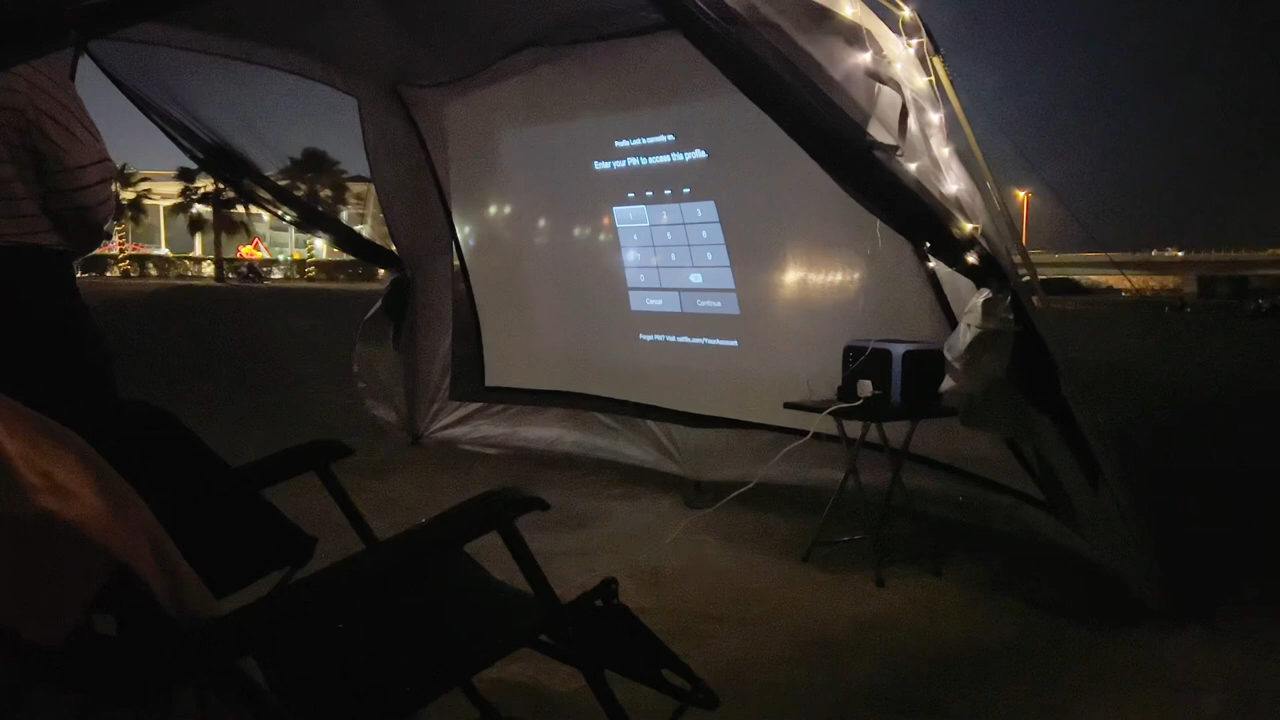 Profile Lock is currently on.
Enter your PIN to access this profile.
1 2 3
4 5 6
7 8 9
0
Cancel Continue
Forgot PIN? Visit netflix.com/YourAccount